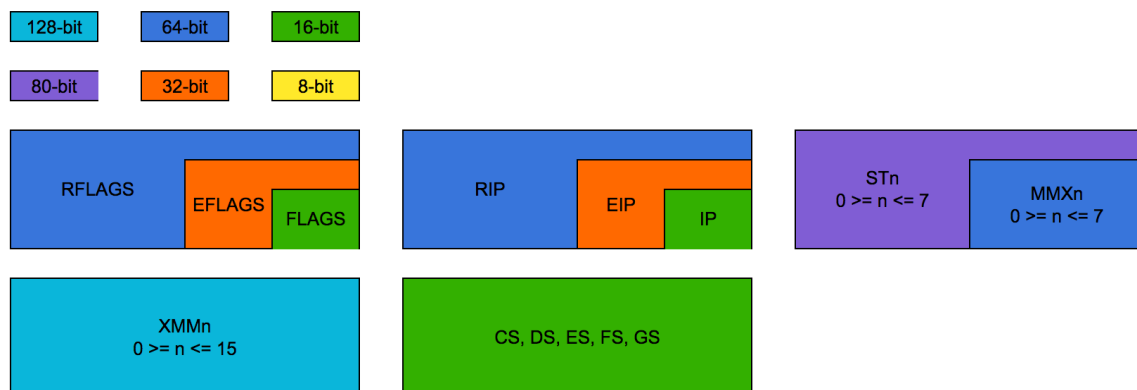 128-bit
64-bit
16-bit
80-bit
32-bit
8-bit
RFLAGS
EFLAGS
FLAGS
RIP
EIP
IP
STn
0 >= n <= 7
MMXn
0 >= n <= 7
XMMn
0 >= n <= 15
CS, DS, ES, FS, GS